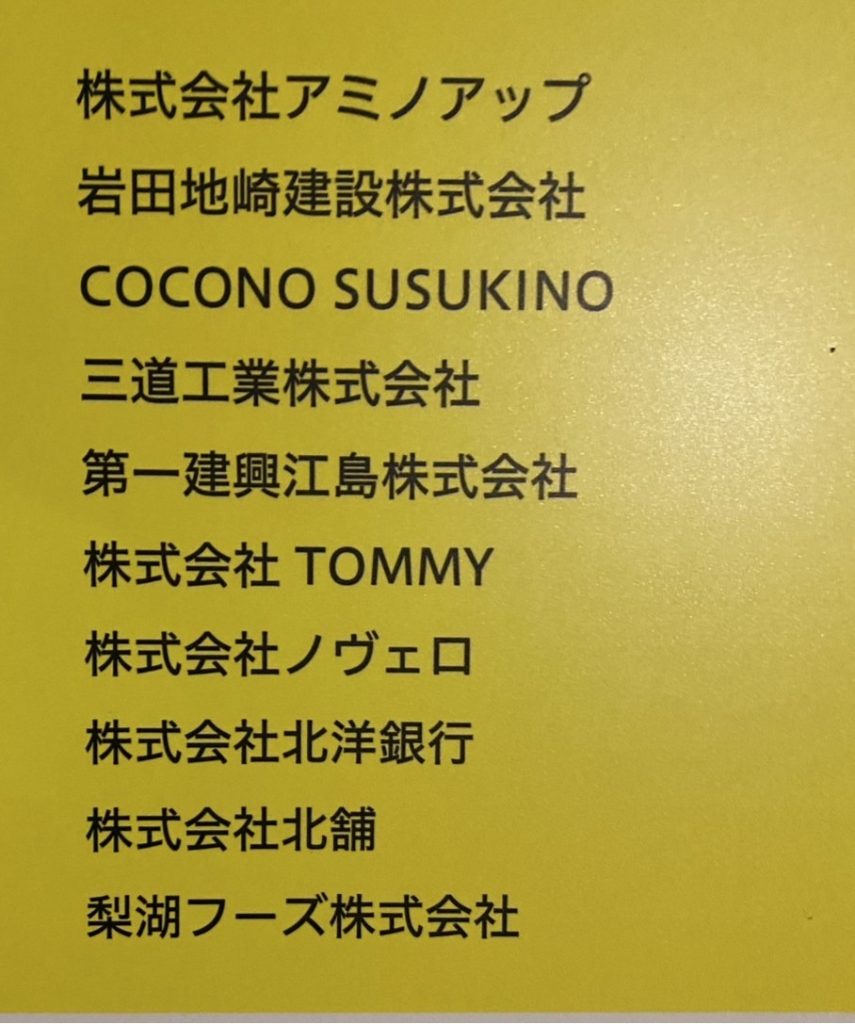 株式会社アミノアップ
岩田地崎建設株式会社
COCONO SUSUKINO
三道工業株式会社
第一建興江島株式会社
株式会社 TOMMY
株式会社ノヴェロ
株式会社北洋銀行
株式会社北舗
梨湖フーズ株式会社